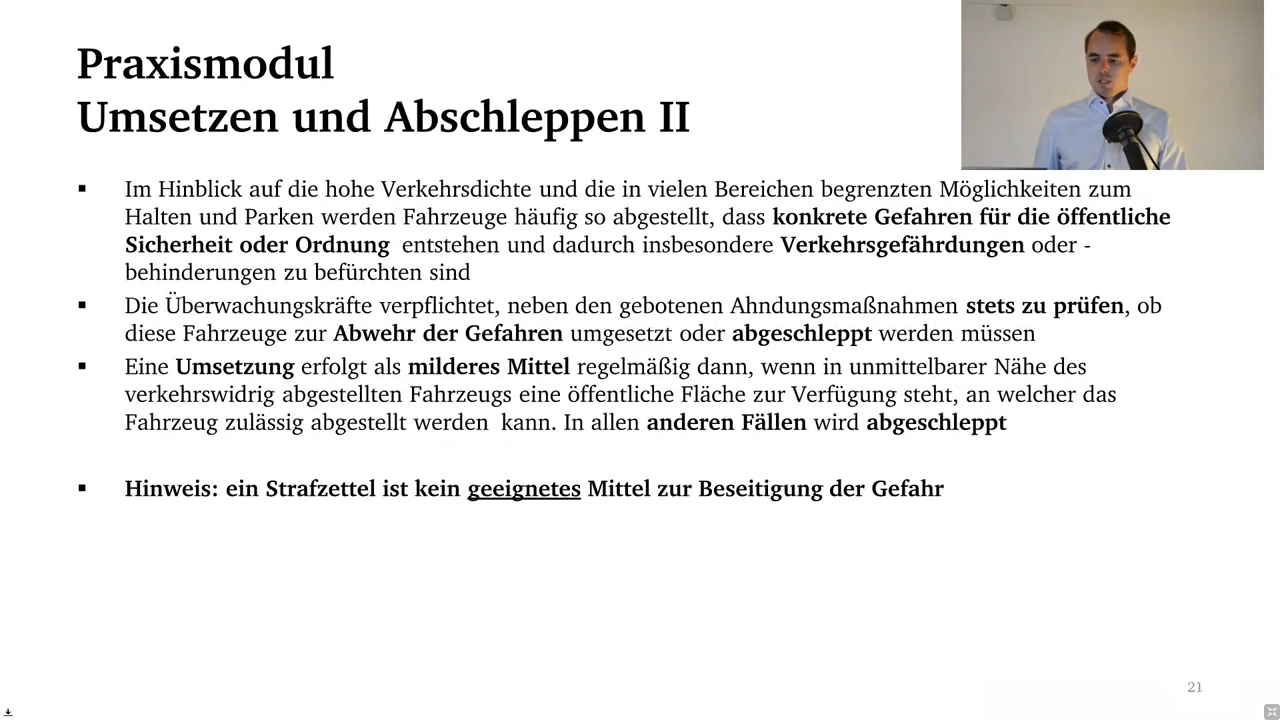 Praxismodul
Umsetzen und Abschleppen II
▪ Im Hinblick auf die hohe Verkehrsdichte und die in vielen Bereichen begrenzten Möglichkeiten zum
Halten und Parken werden Fahrzeuge häufig so abgestellt, dass konkrete Gefahren für die öffentliche
Sicherheit oder Ordnung entstehen und dadurch insbesondere Verkehrsgefährdungen oder -
behinderungen zu befürchten sind
▪ Die Überwachungskräfte verpflichtet, neben den gebotenen Ahndungsmaßnahmen stets zu prüfen, ob
diese Fahrzeuge zur Abwehr der Gefahren umgesetzt oder abgeschleppt werden müssen
▪ Eine Umsetzung erfolgt als milderes Mittel regelmäßig dann, wenn in unmittelbarer Nähe des
verkehrswidrig abgestellten Fahrzeugs eine öffentliche Fläche zur Verfügung steht, an welcher das
Fahrzeug zulässig abgestellt werden kann. In allen anderen Fällen wird abgeschleppt
▪ Hinweis: ein Strafzettel ist kein geeignetes Mittel zur Beseitigung der Gefahr
21